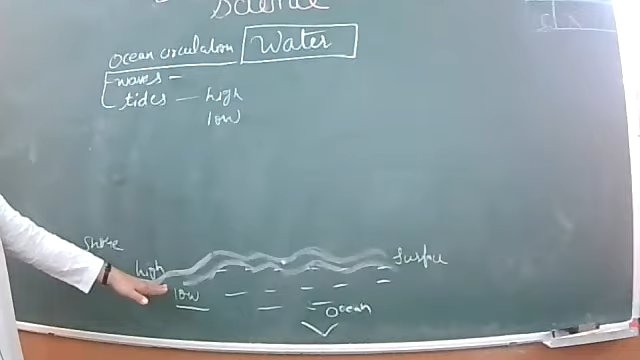 Science
Ocean circulation Water
waves -
tides - high
low
Shore
high
low
Surface
Ocean